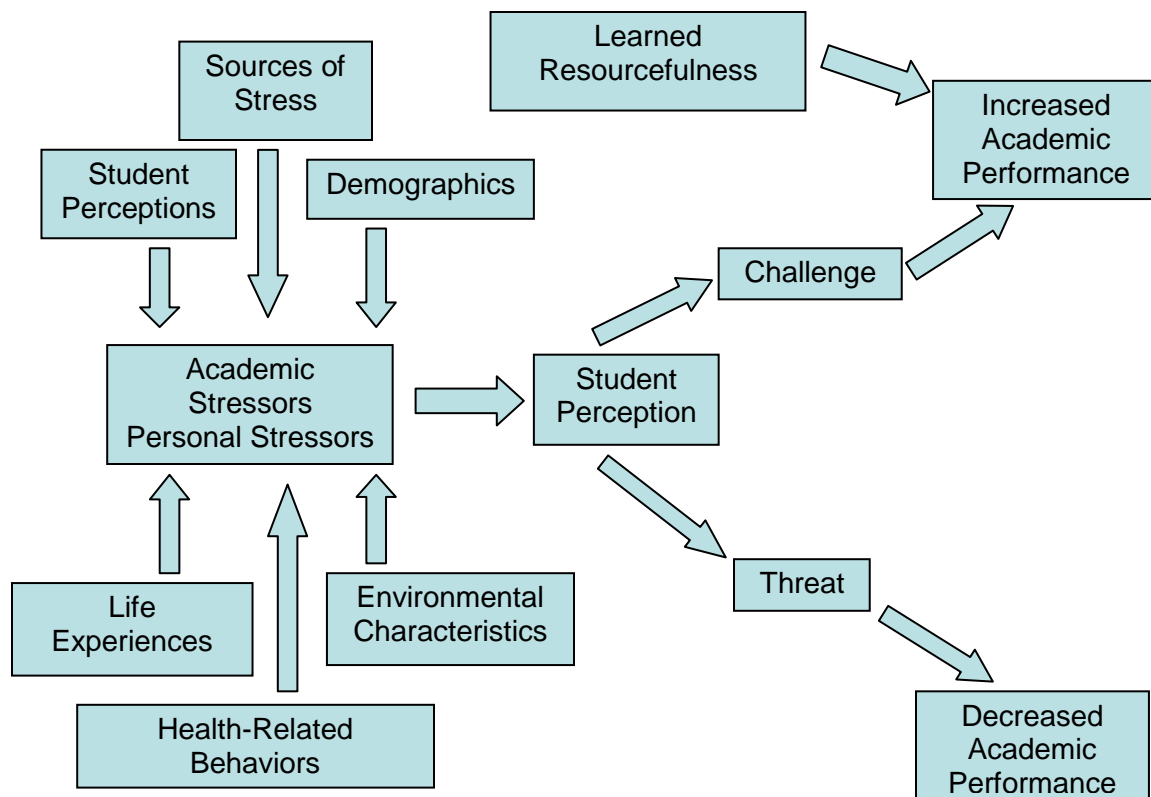 Learned
Resourcefulness
Sources of
Stress
Increased
Academic
Performance
Student
Perceptions
Demographics
Challenge
Academic
Stressors
Personal Stressors
Student
Perception
Threat
Life
Experiences
Environmental
Characteristics
Health-Related
Behaviors
Decreased
Academic
Performance